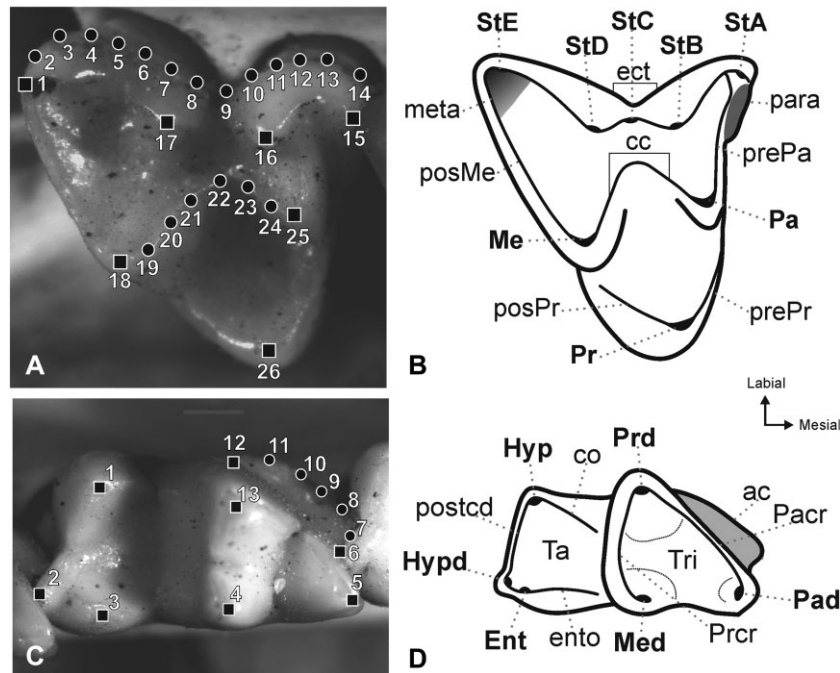 1
2
3
4
5
6
7
8
9
10
11
12
13
14
15
16
17
18
19
20
21
22
23
24
25
26
A
StE
StD
StC
StB
StA
ect
meta
para
cc
prePa
posMe
Pa
Me
posPr
prePr
Pr
B
Labial
Mesial
12
11
10
9
8
7
6
5
4
3
2
1
13
C
Hyp
co
Prd
postcd
ac
Pacr
Hypd
Ta
Tri
Pad
Ent
ento
Med
Prcr
D